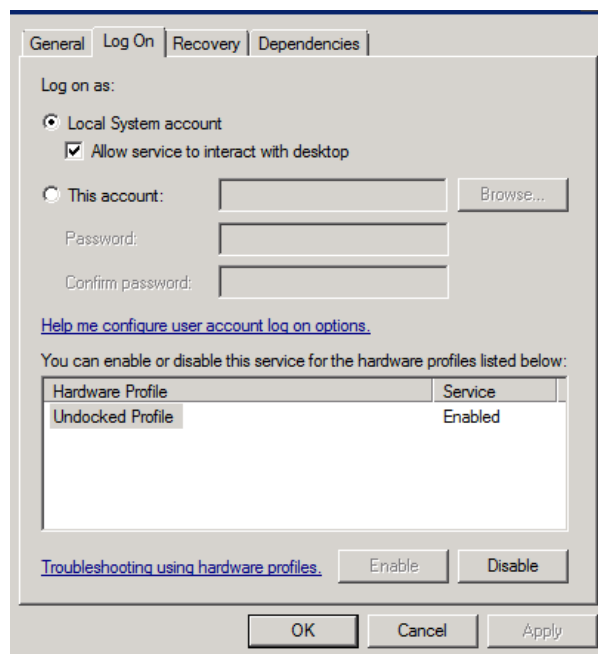 General Log On Recovery Dependencies
Log on as:
Local System account
Allow service to interact with desktop
This account: Browse...
Password:
Confirm password:
Help me configure user account log on options.
You can enable or disable this service for the hardware profiles listed below:
Hardware Profile Service
Undocked Profile Enabled
Troubleshooting using hardware profiles. Enable Disable
OK Cancel Apply